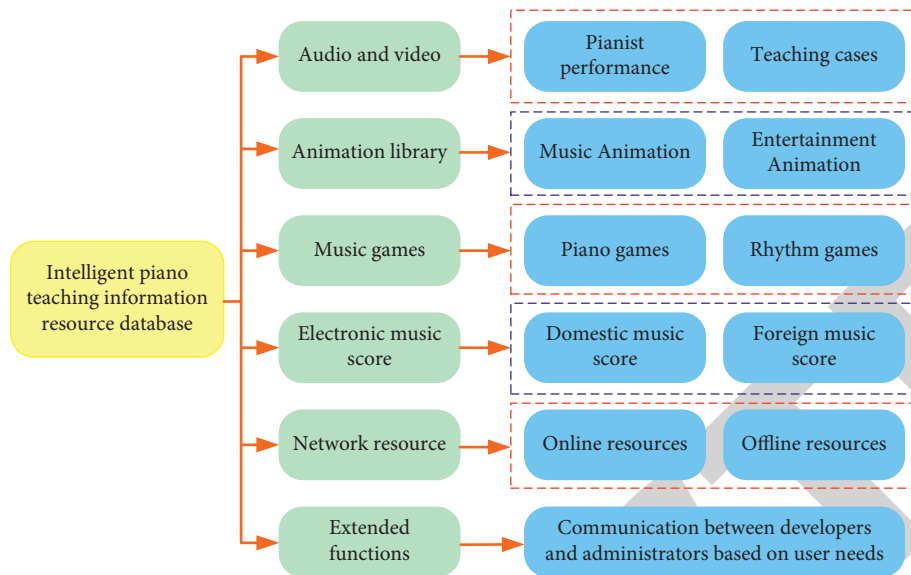 Audio and video
Pianist
performance
Teaching cases
Animation library
Music Animation
Entertainment
Animation
Music games
Piano games
Rhythm games
Intelligent piano
teaching information
resource database
Electronic music
score
Domestic music
score
Foreign music
score
Network resource
Online resources
Offline resources
Extended
functions
Communication between developers
and administrators based on user needs